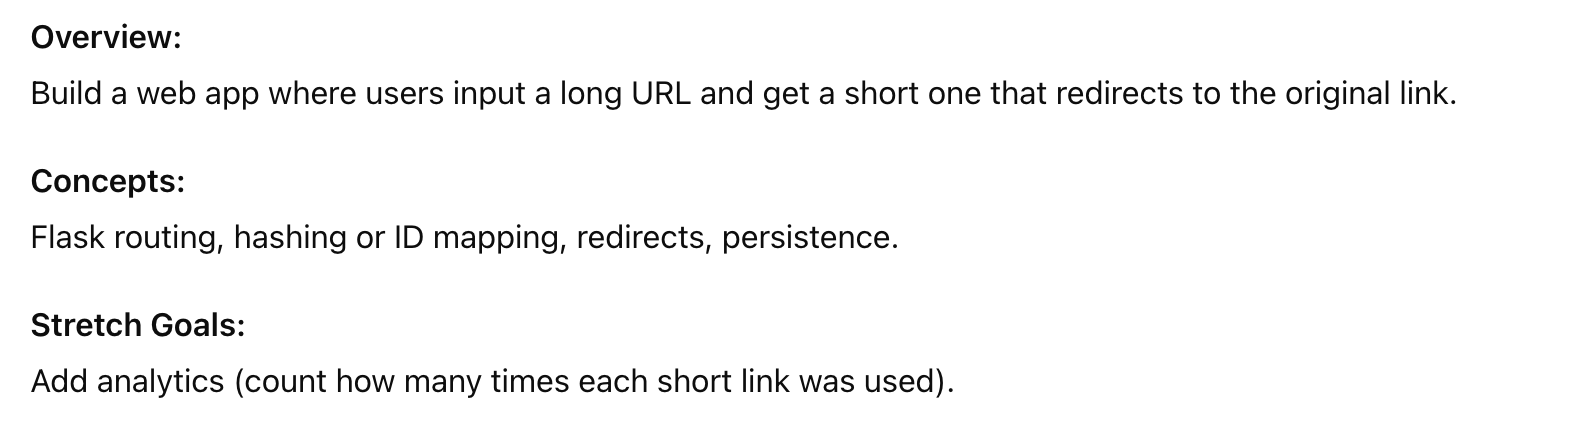 Overview:
Build a web app where users input a long URL and get a short one that redirects to the original link.
Concepts:
Flask routing, hashing or ID mapping, redirects, persistence.
Stretch Goals:
Add analytics (count how many times each short link was used).